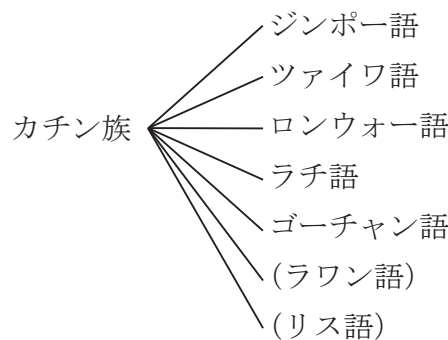 ジンポー語
ツァイワ語
カチン族
ロンウォー語
ラチ語
ゴーチャン語
(ラワン語)
(リス語)